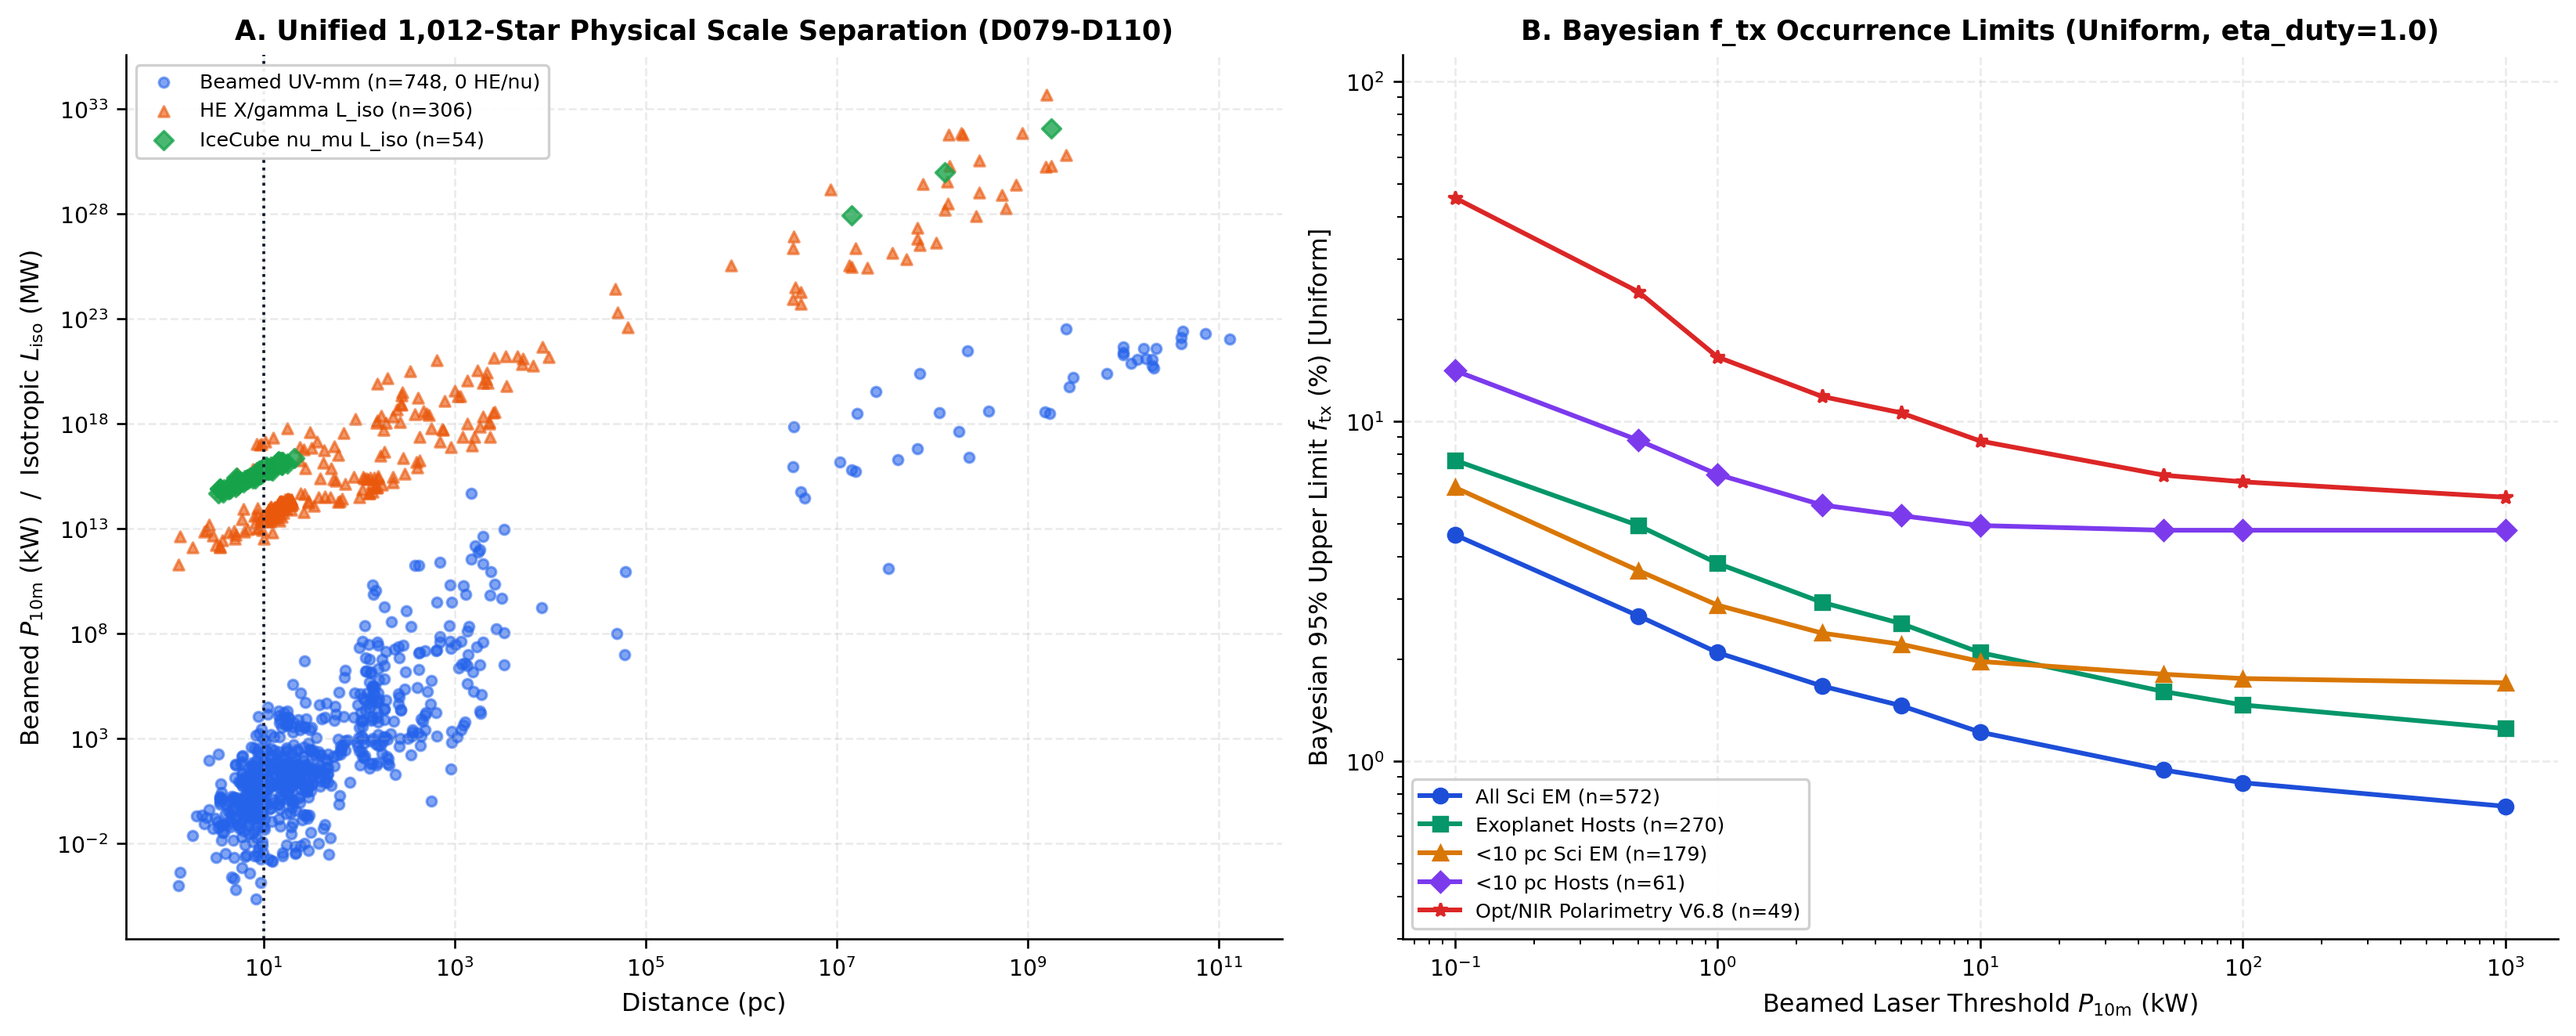 A. Unified 1,012-Star Physical Scale Separation (D079-D110)
Beamed UV-mm (n=748, 0 HE/nu)
HE X/gamma L_iso (n=306)
IceCube nu_mu L_iso (n=54)
Beamed P_10m (kW) / Isotropic L_iso (MW)
10^33
10^28
10^23
10^18
10^13
10^8
10^3
10^−2
10^1
10^3
10^5
10^7
10^9
10^11
Distance (pc)
B. Bayesian f_tx Occurrence Limits (Uniform, eta_duty=1.0)
Bayesian 95% Upper Limit f_tx (%) [Uniform]
10^2
10^1
10^0
All Sci EM (n=572)
Exoplanet Hosts (n=270)
<10 pc Sci EM (n=179)
<10 pc Hosts (n=61)
Opt/NIR Polarimetry V6.8 (n=49)
10^−1
10^0
10^1
10^2
10^3
Beamed Laser Threshold P_10m (kW)